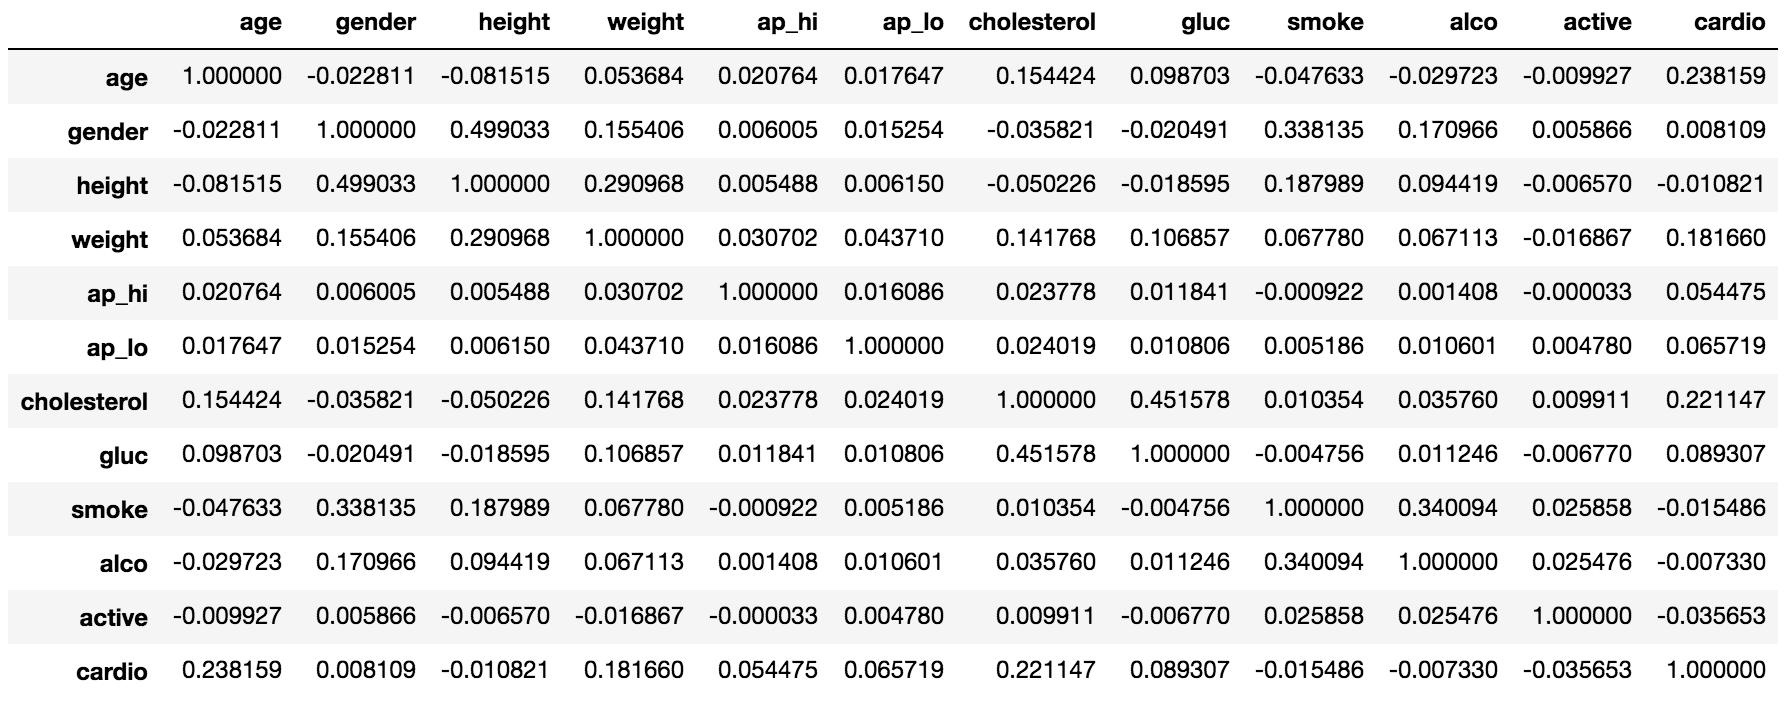 age gender height weight ap_hi ap_lo cholesterol gluc smoke alco active cardio
age 1.000000 -0.022811 -0.081515 0.053684 0.020764 0.017647 0.154424 0.098703 -0.047633 -0.029723 -0.009927 0.238159
gender -0.022811 1.000000 0.499033 0.155406 0.006005 0.015254 -0.035821 -0.020491 0.338135 0.170966 0.005866 0.008109
height -0.081515 0.499033 1.000000 0.290968 0.005488 0.006150 -0.050226 -0.018595 0.187989 0.094419 -0.006570 -0.010821
weight 0.053684 0.155406 0.290968 1.000000 0.030702 0.043710 0.141768 0.106857 0.067780 0.067113 -0.016867 0.181660
ap_hi 0.020764 0.006005 0.005488 0.030702 1.000000 0.016086 0.023778 0.011841 -0.000922 0.001408 -0.000033 0.054475
ap_lo 0.017647 0.015254 0.006150 0.043710 0.016086 1.000000 0.024019 0.010806 0.005186 0.010601 0.004780 0.065719
cholesterol 0.154424 -0.035821 -0.050226 0.141768 0.023778 0.024019 1.000000 0.451578 0.010354 0.035760 0.009911 0.221147
gluc 0.098703 -0.020491 -0.018595 0.106857 0.011841 0.010806 0.451578 1.000000 -0.004756 0.011246 -0.006770 0.089307
smoke -0.047633 0.338135 0.187989 0.067780 -0.000922 0.005186 0.010354 -0.004756 1.000000 0.340094 0.025858 -0.015486
alco -0.029723 0.170966 0.094419 0.067113 0.001408 0.010601 0.035760 0.011246 0.340094 1.000000 0.025476 -0.007330
active -0.009927 0.005866 -0.006570 -0.016867 -0.000033 0.004780 0.009911 -0.006770 0.025858 0.025476 1.000000 -0.035653
cardio 0.238159 0.008109 -0.010821 0.181660 0.054475 0.065719 0.221147 0.089307 -0.015486 -0.007330 -0.035653 1.000000